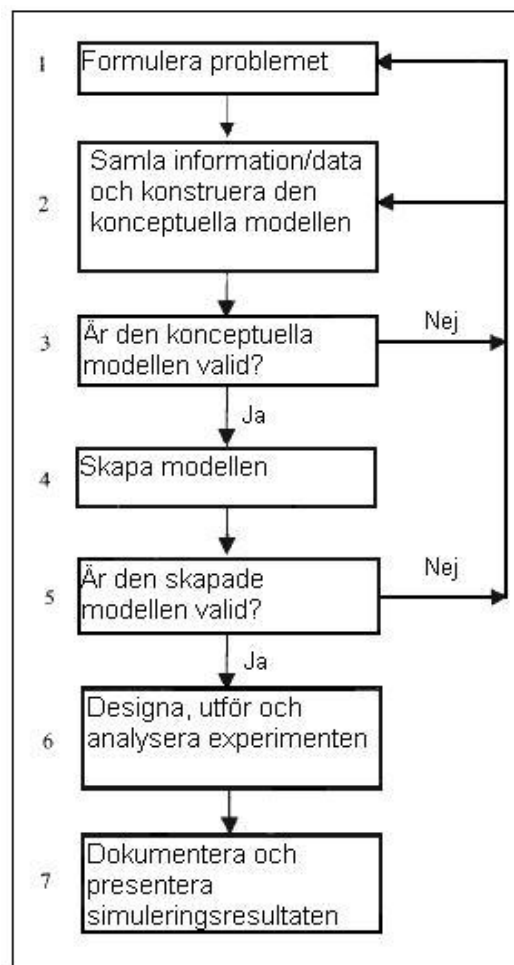 1 Formulera problemet
2 Samla information/data
och konstruera den
konceptuella modellen
3 Är den konceptuella
modellen valid?
Nej
Ja
4 Skapa modellen
5 Är den skapade
modellen valid?
Nej
Ja
6 Designa, utför och
analysera experimenten
7 Dokumentera och
presentera
simuleringsresultaten